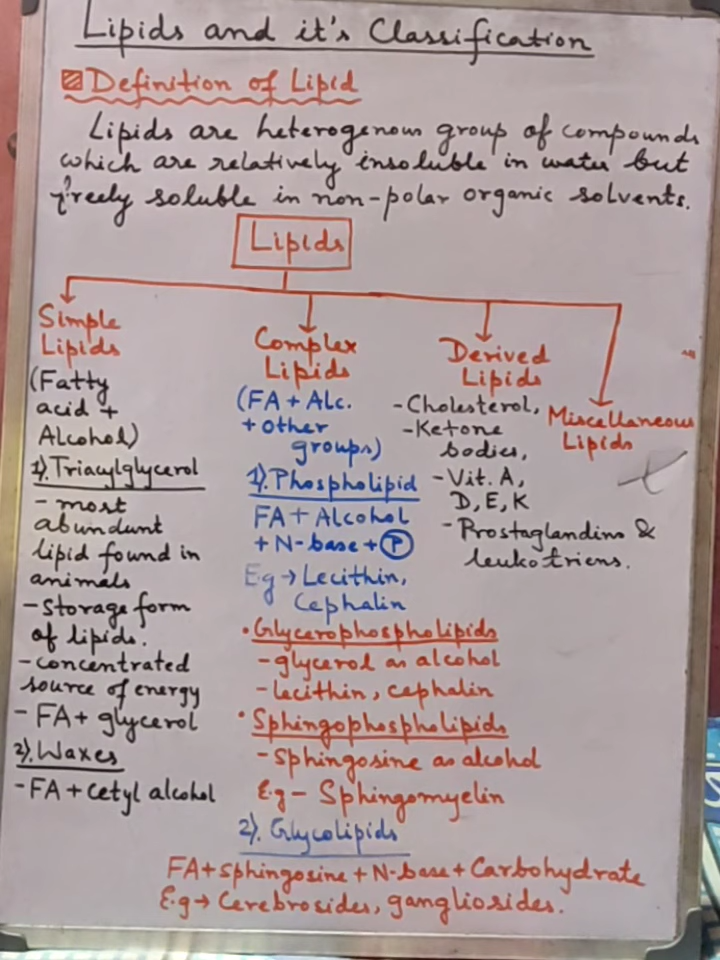 Lipids and it's Classification
Definition of Lipid
Lipids are heterogenous group of compounds
which are relatively insoluble in water but
freely soluble in non-polar organic solvents.
Lipids
Simple
Lipids
(Fatty
acid +
Alcohol)
1). Triacylglycerol
- most
abundunt
lipid found in
animals
- Storage form
of lipids.
- concentrated
source of energy
- FA + glycerol
2). Waxes
- FA + cetyl alcohol
Complex
Lipids
(FA + Alc.
+ other
groups)
1). Phospholipid
FA + Alcohol
+ N-base + P
E.g → Lecithin,
Cephalin
• Glycerophospholipids
- glycerol as alcohol
- lecithin, cephalin
• Sphingophospholipids
- Sphingosine as alcohol
E.g - Sphingomyelin
2). Glycolipids
FA + sphingosine + N-base + Carbohydrate
E.g → Cerebrosides, gangliosides.
Derived
Lipids
- Cholesterol,
- Ketone
bodies,
- Vit. A,
D, E, K
- Prostaglandins &
leukotriens.
Miscellaneous
Lipids